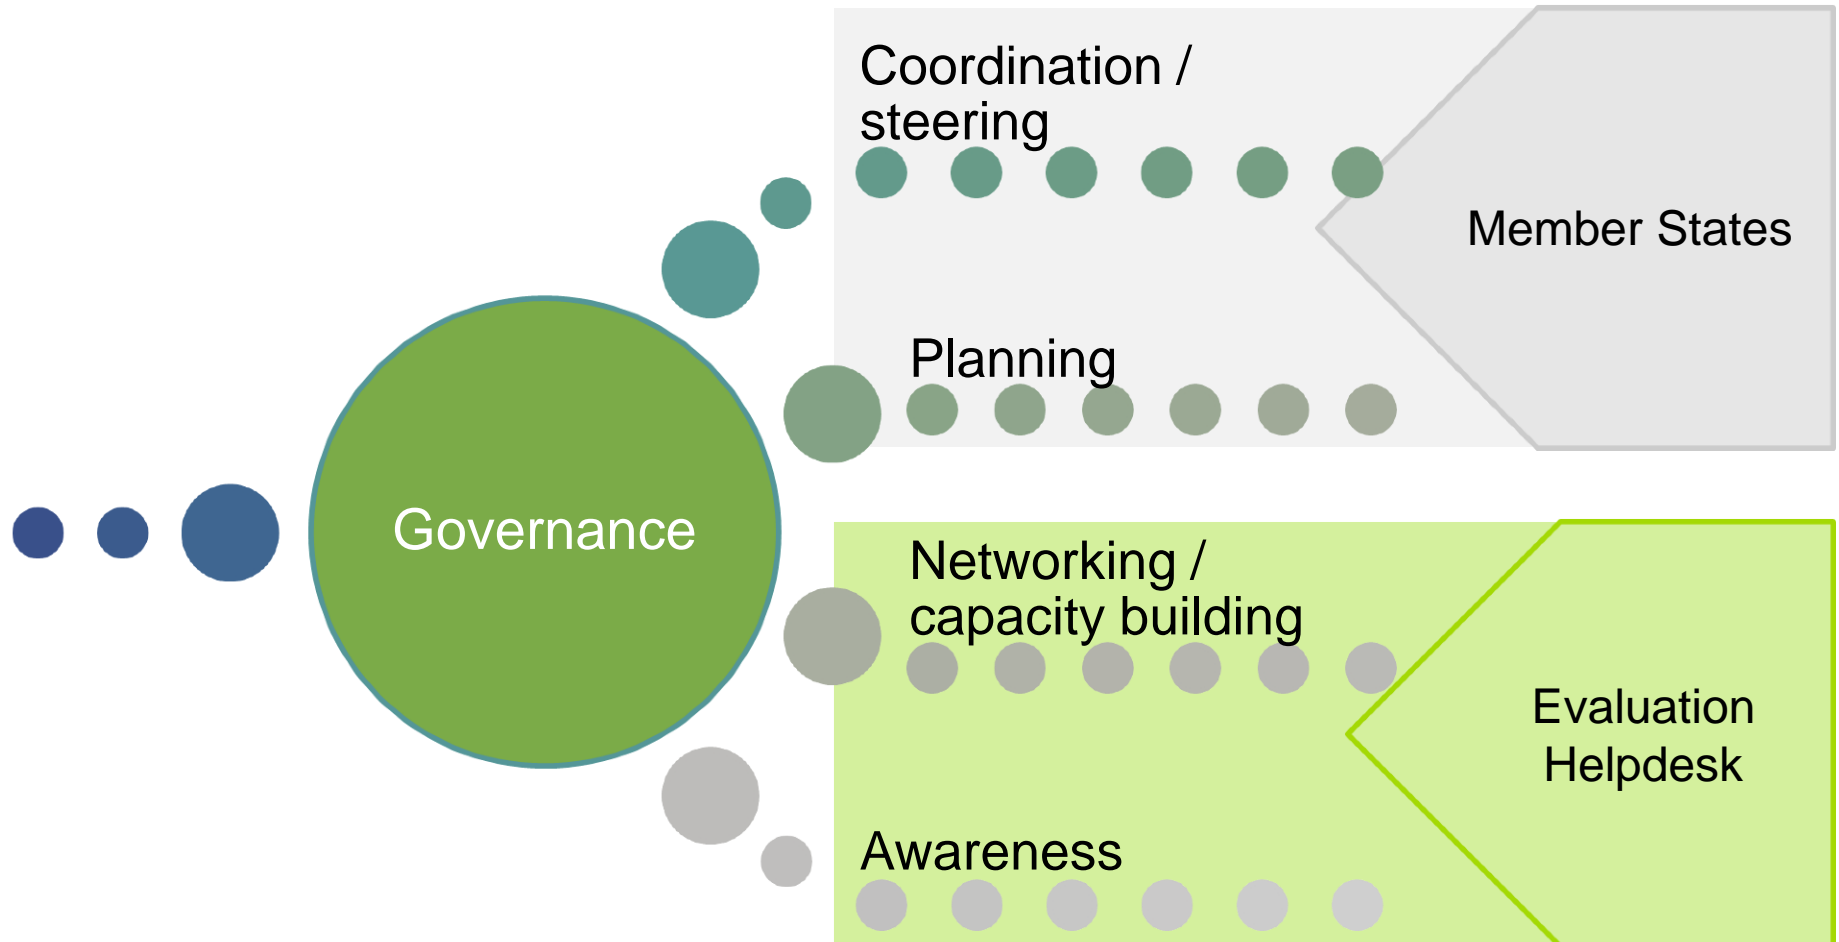 Coordination /
steering
Member States
Planning
Governance
Networking /
capacity building
Evaluation
Helpdesk
Awareness